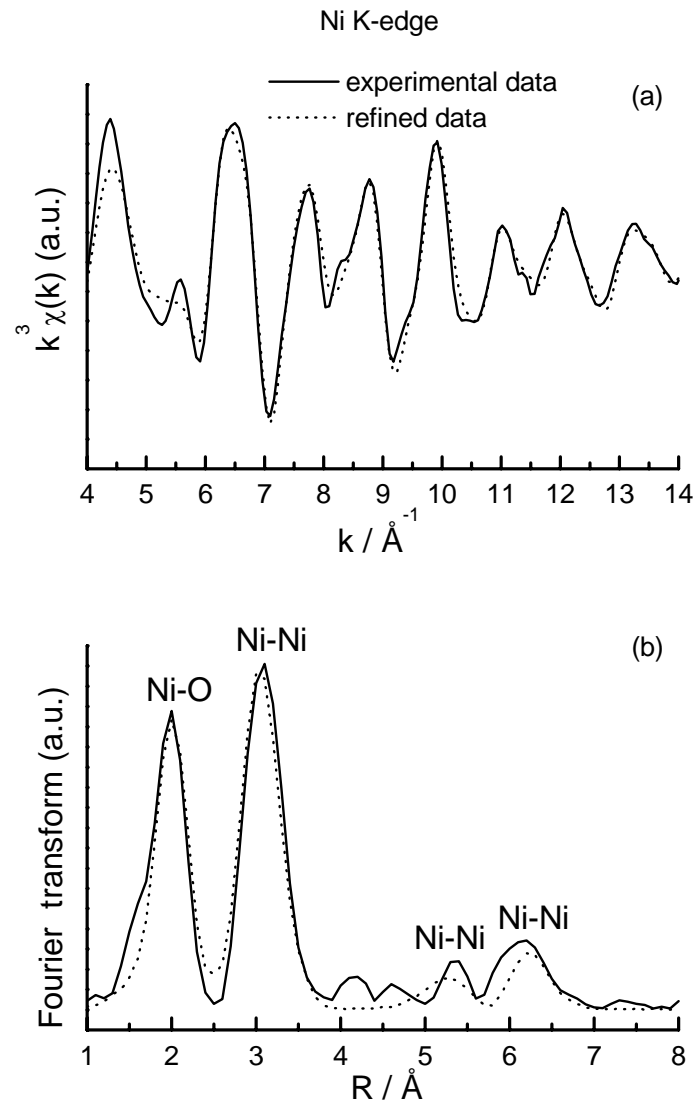 Ni K-edge
experimental data
refined data
(a)
k³ χ(k) (a.u.)
4 5 6 7 8 9 10 11 12 13 14
k / Å⁻¹
(b)
Ni-Ni
Ni-O
Ni-Ni
Ni-Ni
Fourier transform (a.u.)
1 2 3 4 5 6 7 8
R / Å